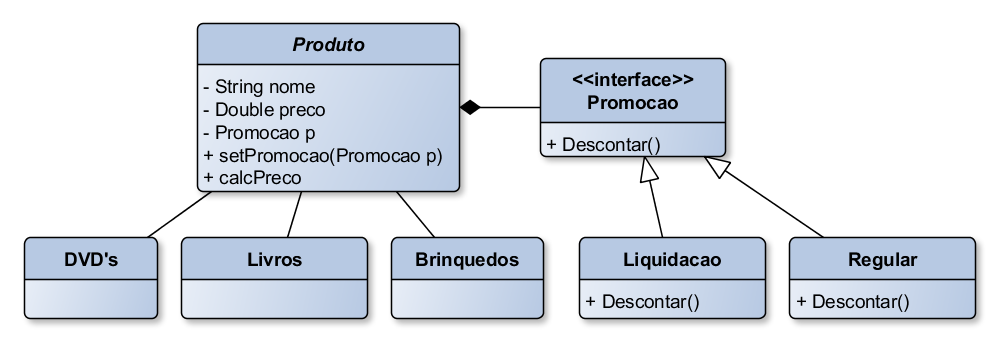 Produto
- String nome
- Double preco
- Promocao p
+ setPromocao(Promocao p)
+ calcPreco
<<interface>>
Promocao
+ Descontar()
DVD's
Livros
Brinquedos
Liquidacao
+ Descontar()
Regular
+ Descontar()